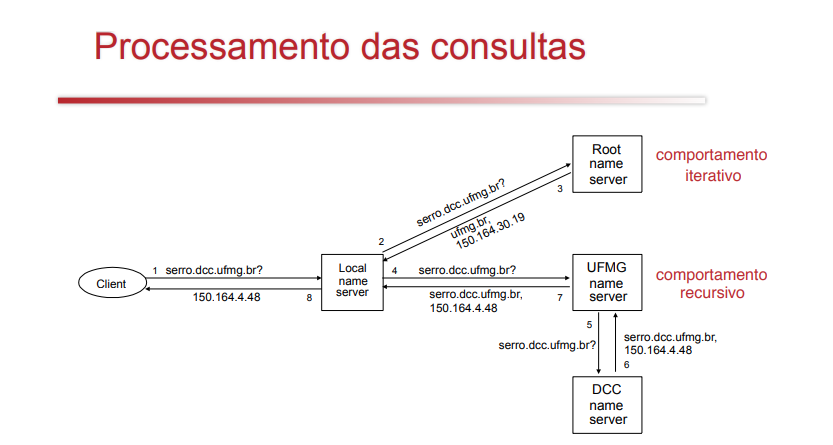 Processamento das consultas
Root
name
server
comportamento
iterativo
serro.dcc.ufmg.br?
3
ufmg.br,
150.164.30.19
2
Client
1 serro.dcc.ufmg.br?
150.164.4.48
8
Local
name
server
4 serro.dcc.ufmg.br?
serro.dcc.ufmg.br,
150.164.4.48
7
UFMG
name
server
comportamento
recursivo
5
serro.dcc.ufmg.br?
serro.dcc.ufmg.br,
150.164.4.48
6
DCC
name
server